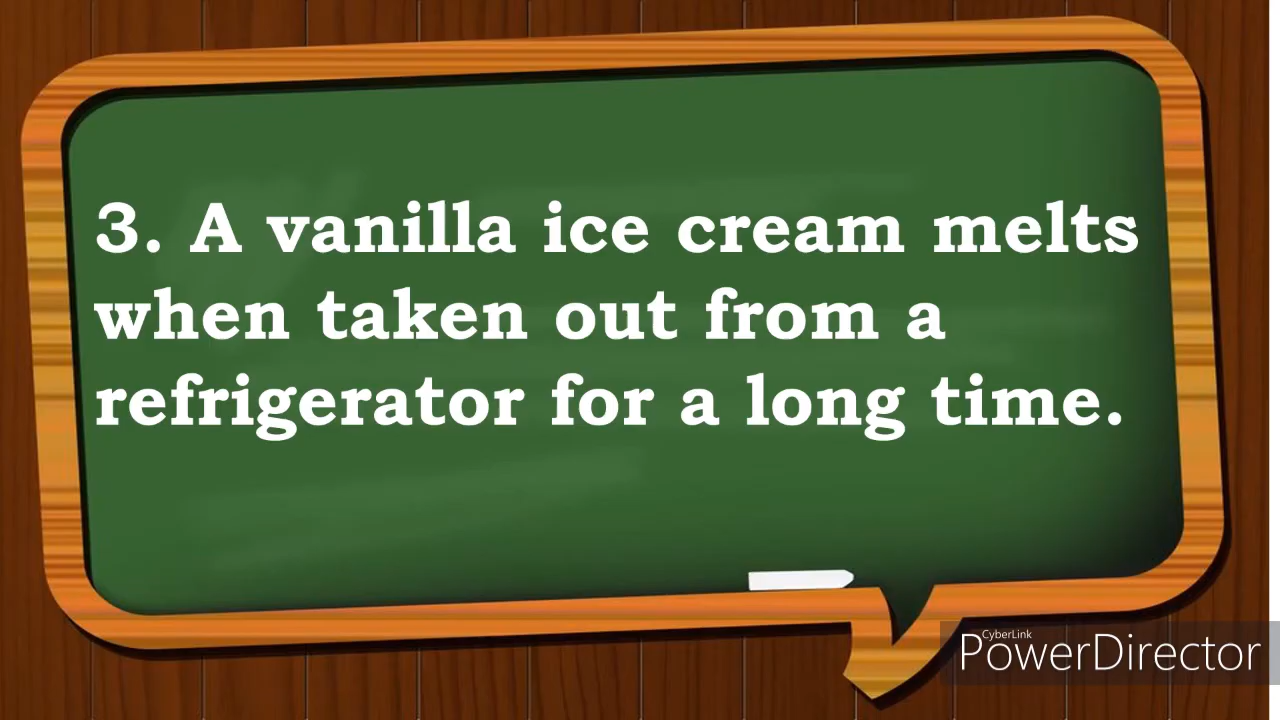 3. A vanilla ice cream melts
when taken out from a
refrigerator for a long time.
CyberLink
PowerDirector